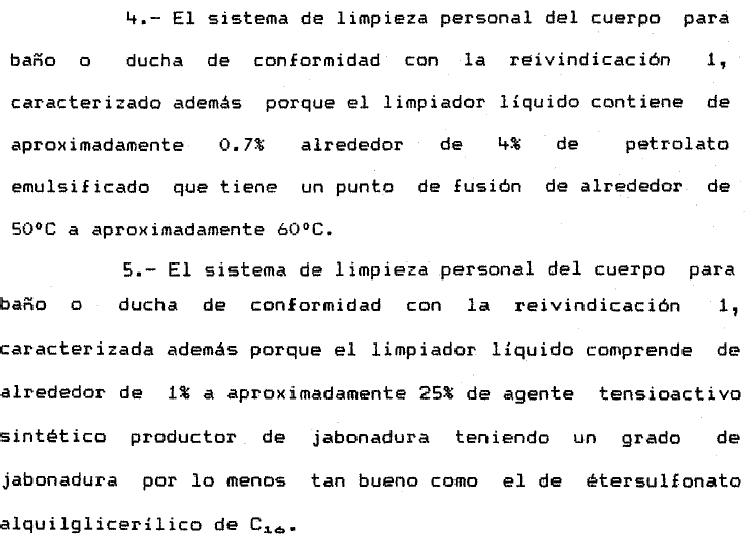 4.- El sistema de limpieza personal del cuerpo para
baño o ducha de conformidad con la reivindicación 1,
caracterizado además porque el limpiador líquido contiene de
aproximadamente 0.7% alrededor de 4% de petrolato
emulsificado que tiene un punto de fusión de alrededor de
50ºC a aproximadamente 60ºC.
5.- El sistema de limpieza personal del cuerpo para
baño o ducha de conformidad con la reivindicación 1,
caracterizada además porque el limpiador líquido comprende de
alrededor de 1% a aproximadamente 25% de agente tensioactivo
sintético productor de jabonadura teniendo un grado de
jabonadura por lo menos tan bueno como el de étersulfonato
alquilglicerílico de C₁₆.